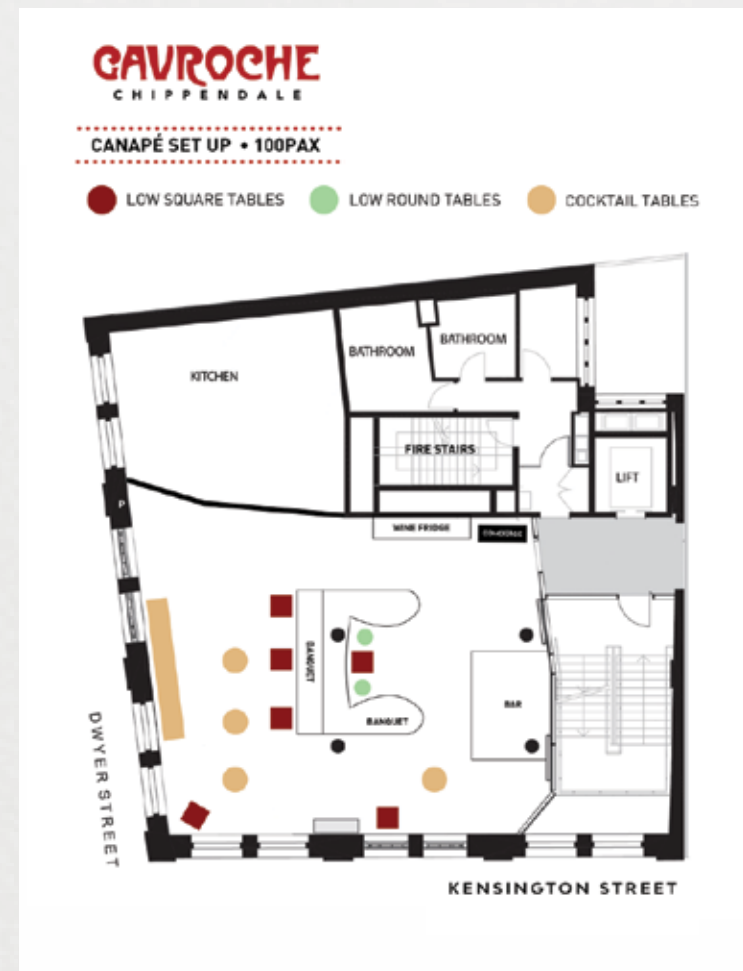 GAVROCHE
CHIPPENDALE
CANAPÉ SET UP • 100PAX
LOW SQUARE TABLES
LOW ROUND TABLES
COCKTAIL TABLES
BATHROOM
BATHROOM
KITCHEN
FIRE STAIRS
LIFT
P
WINE FRIDGE
BANQUET
BAR
BANQUET
DWYER STREET
KENSINGTON STREET